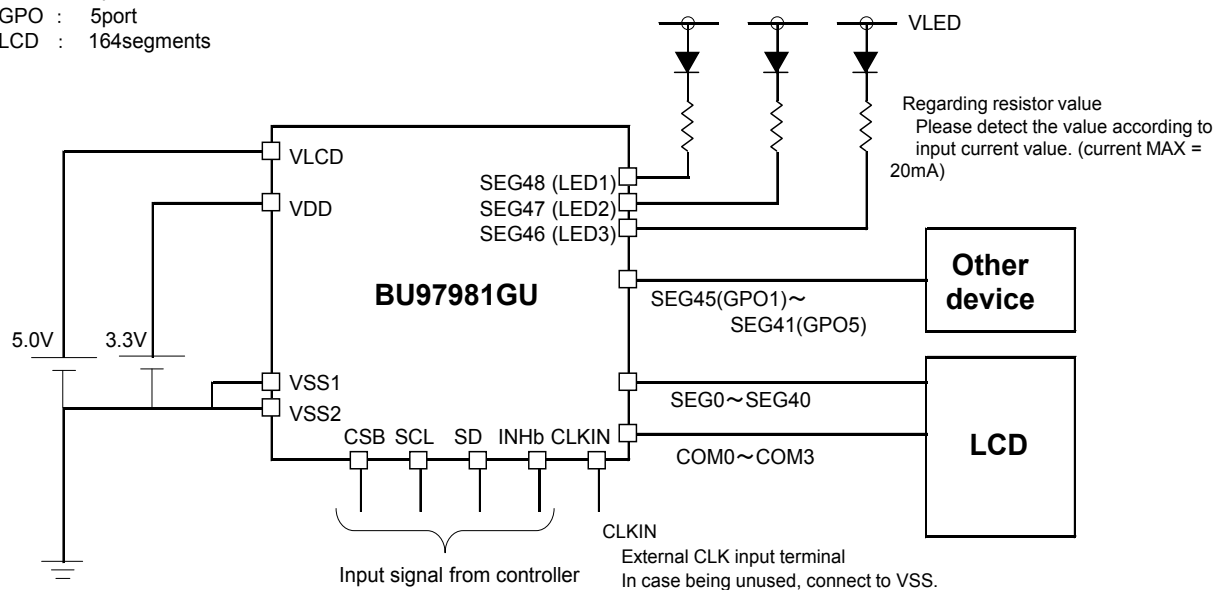 GPO : 5port
LCD : 164segments
VLED
Regarding resistor value
Please detect the value according to
input current value. (current MAX =
20mA)
VLCD
VDD
SEG48 (LED1)
SEG47 (LED2)
SEG46 (LED3)
BU97981GU
SEG45(GPO1)～
SEG41(GPO5)
Other
device
5.0V
3.3V
VSS1
VSS2
SEG0～SEG40
COM0～COM3
LCD
CSB SCL SD INHb CLKIN
CLKIN
External CLK input terminal
In case being unused, connect to VSS.
Input signal from controller